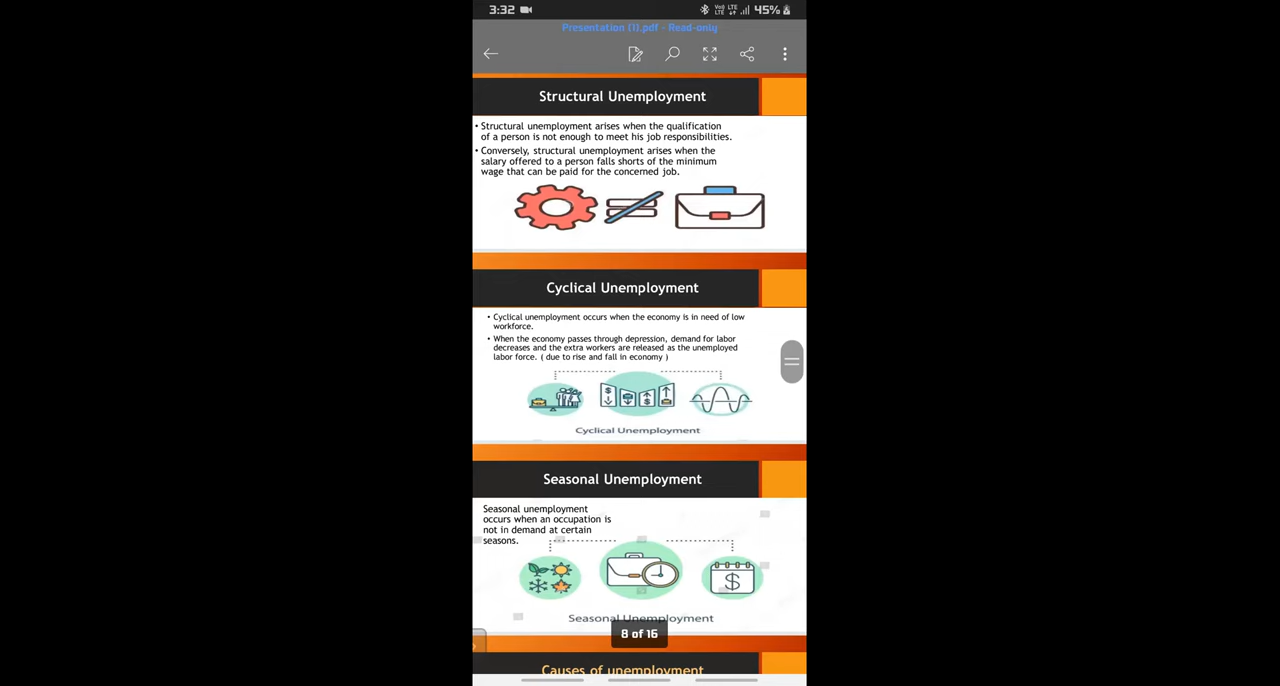 3:32
Vo)) LTE
LTE ↓↑
45%
Presentation (1).pdf - Read-only
Structural Unemployment
• Structural unemployment arises when the qualification
of a person is not enough to meet his job responsibilities.
• Conversely, structural unemployment arises when the
salary offered to a person falls shorts of the minimum
wage that can be paid for the concerned job.
Cyclical Unemployment
• Cyclical unemployment occurs when the economy is in need of low
workforce.
• When the economy passes through depression, demand for labor
decreases and the extra workers are released as the unemployed
labor force. ( due to rise and fall in economy )
Cyclical Unemployment
Seasonal Unemployment
Seasonal unemployment
occurs when an occupation is
not in demand at certain
seasons.
$
Seasonal Unemployment
8 of 16
Causes of unemployment